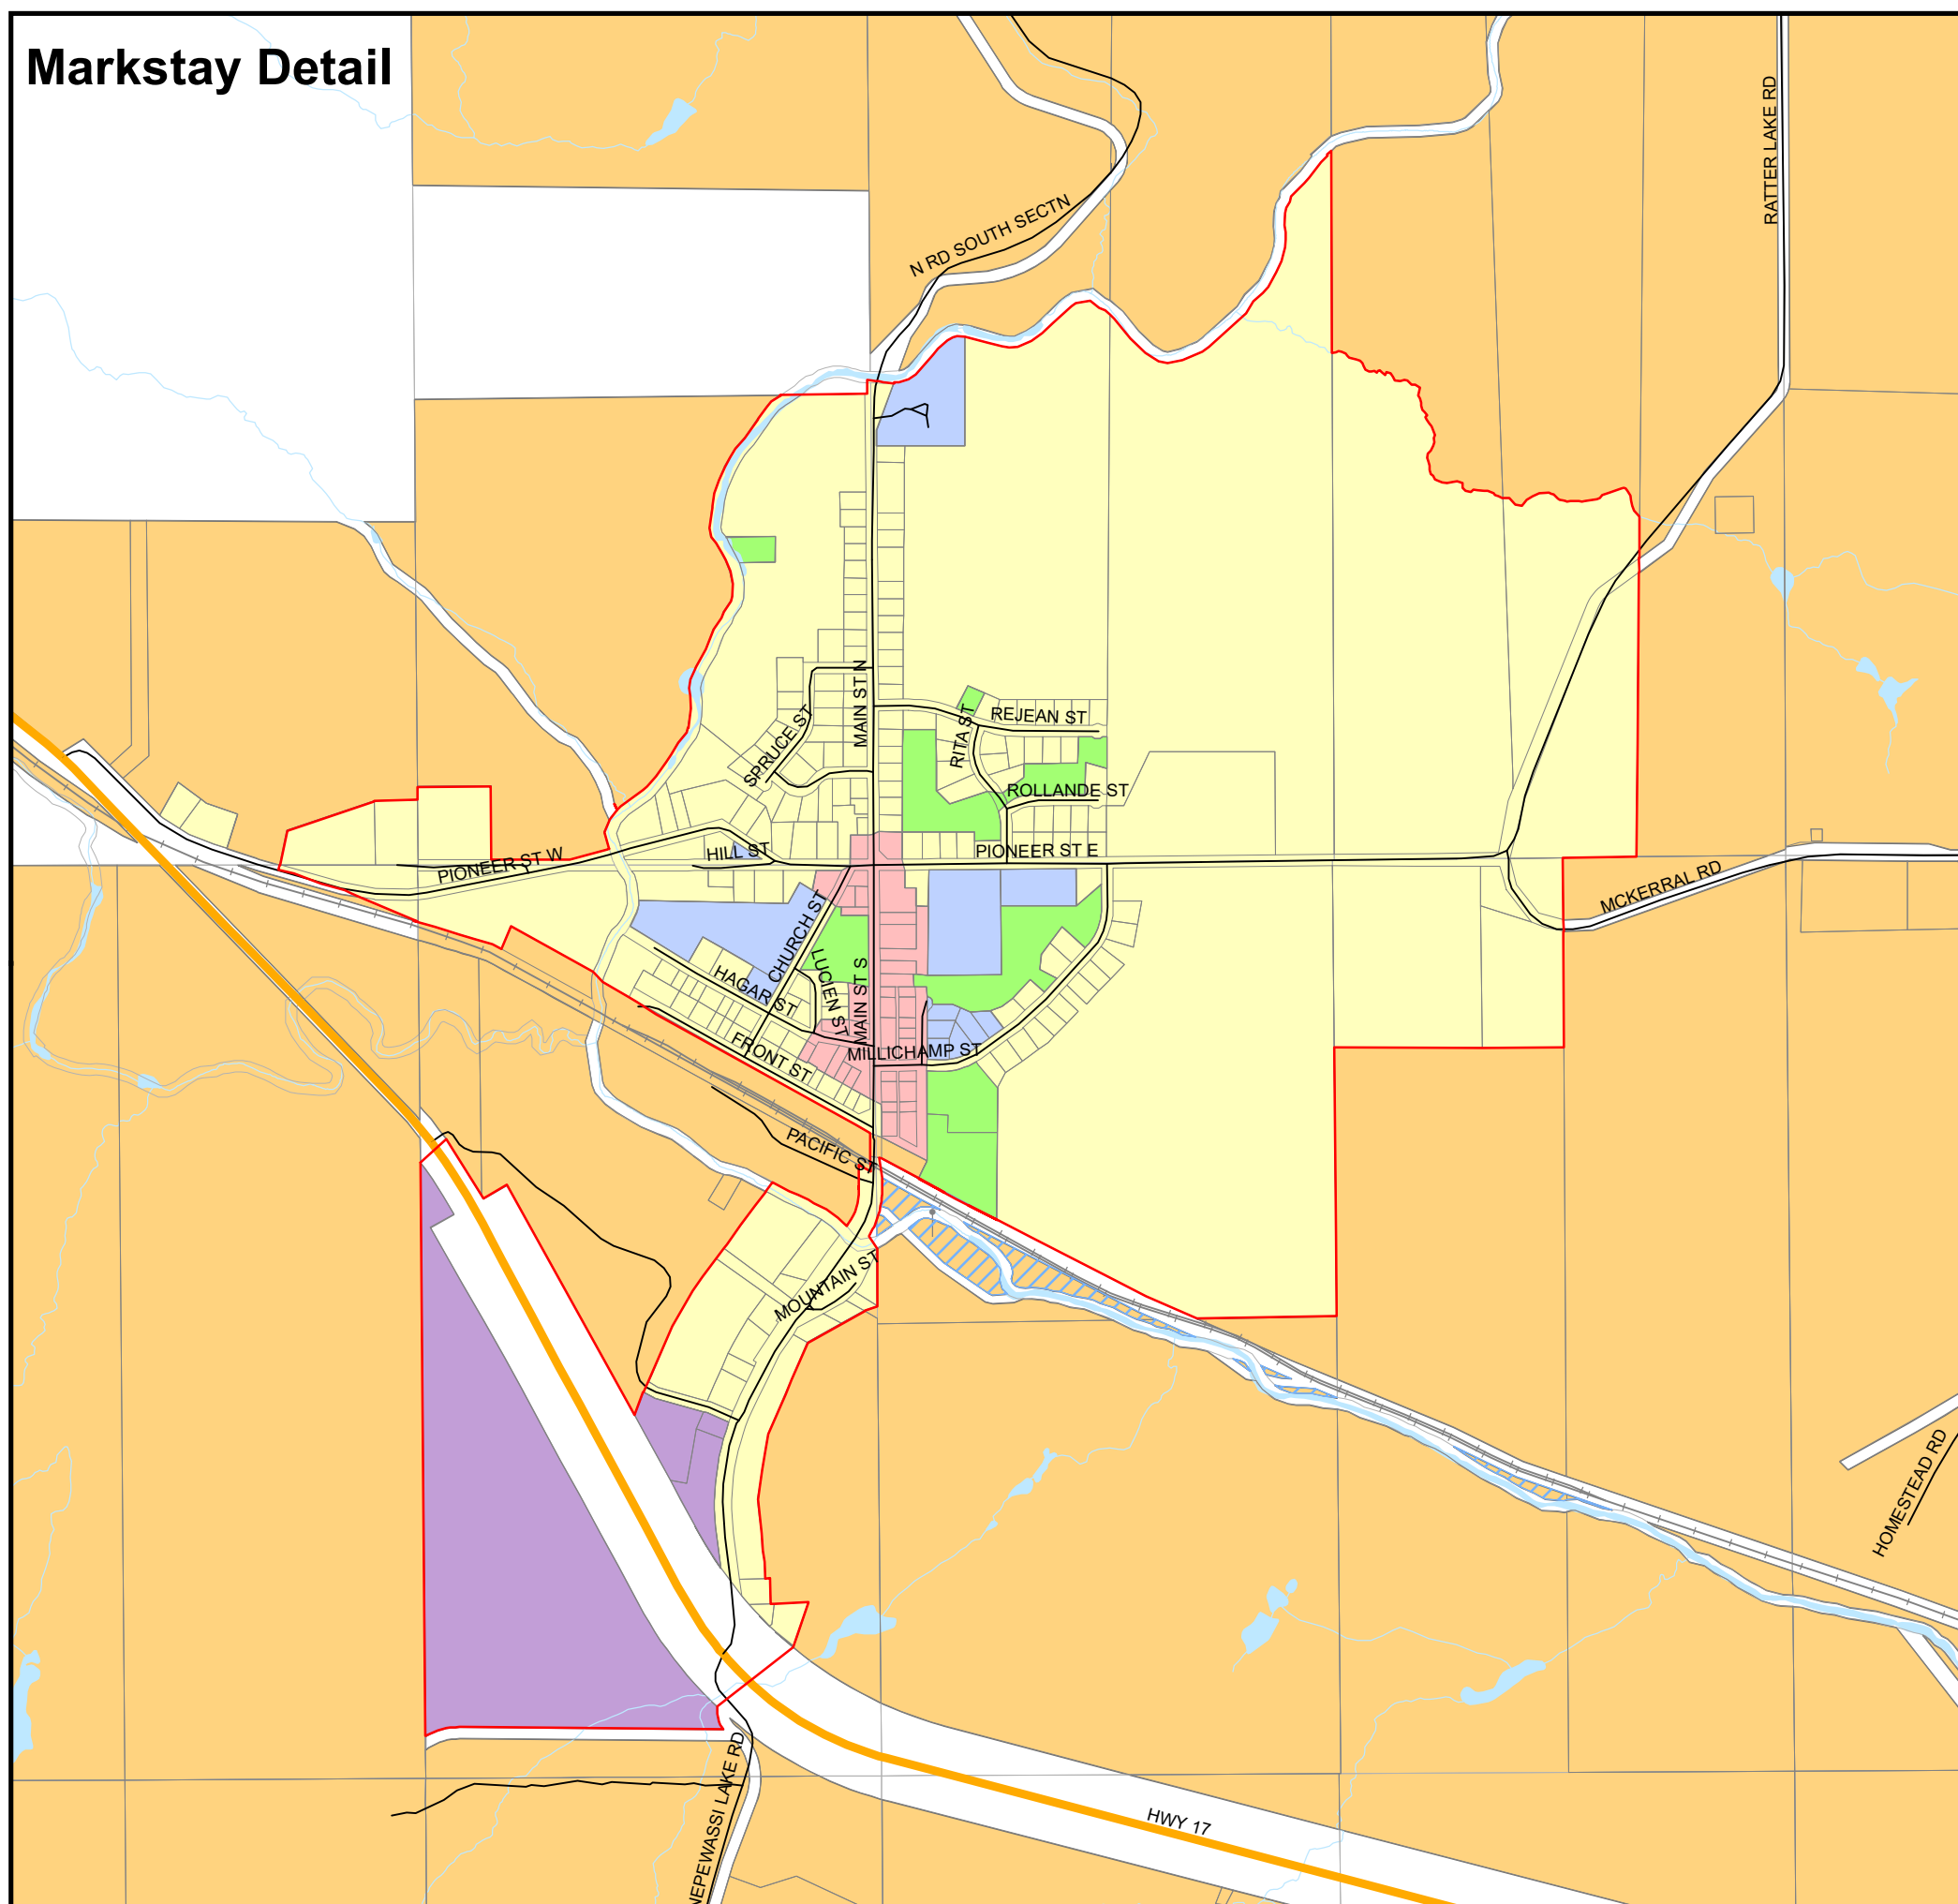 Markstay Detail
RATTER LAKE RD
N RD SOUTH SECTN
MAIN ST N
SPRUCE ST
RITA ST
REJEAN ST
ROLLANDE ST
PIONEER ST E
HILL ST
PIONEER ST W
MCKERRAL RD
CHURCH ST
LUCIEN ST
MAIN ST S
HAGAR ST
FRONT ST
MILLICHAMP ST
PACIFIC ST
MOUNTAIN ST
HOMESTEAD RD
NEPEWASSI LAKE RD
HWY 17